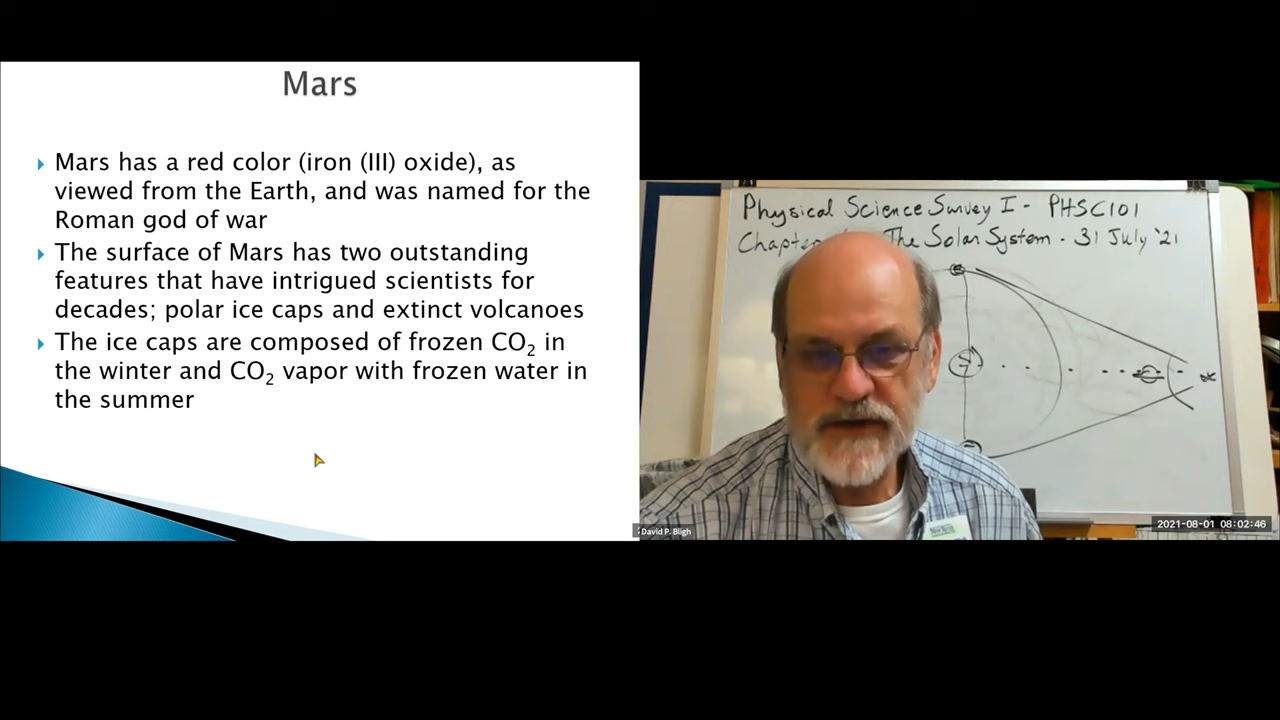 Mars
Mars has a red color (iron (III) oxide), as
viewed from the Earth, and was named for the
Roman god of war
The surface of Mars has two outstanding
features that have intrigued scientists for
decades; polar ice caps and extinct volcanoes
The ice caps are composed of frozen CO₂ in
the winter and CO₂ vapor with frozen water in
the summer
Physical Science Survey I - PHSC101
Chapter The Solar System - 31 July '21
David P. Bligh
2021-08-01 08:02:46